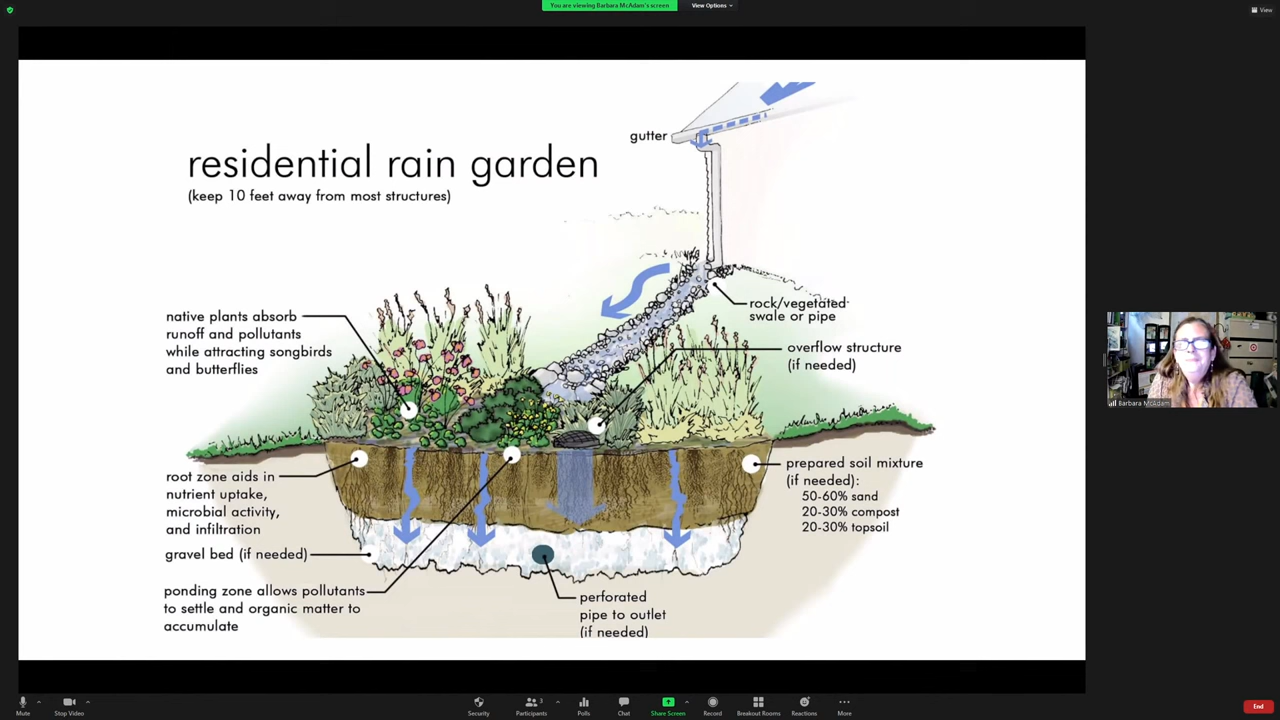 You are viewing Barbara McAdam's screen
View Options
View
gutter
residential rain garden
(keep 10 feet away from most structures)
rock/vegetated
swale or pipe
native plants absorb
runoff and pollutants
while attracting songbirds
and butterflies
overflow structure
(if needed)
root zone aids in
nutrient uptake,
microbial activity,
and infiltration
prepared soil mixture
(if needed):
50-60% sand
20-30% compost
20-30% topsoil
gravel bed (if needed)
ponding zone allows pollutants
to settle and organic matter to
accumulate
perforated
pipe to outlet
(if needed)
Barbara McAdam
Mute
Stop Video
Security
Participants
3
Polls
Chat
Share Screen
Record
Breakout Rooms
Reactions
More
End